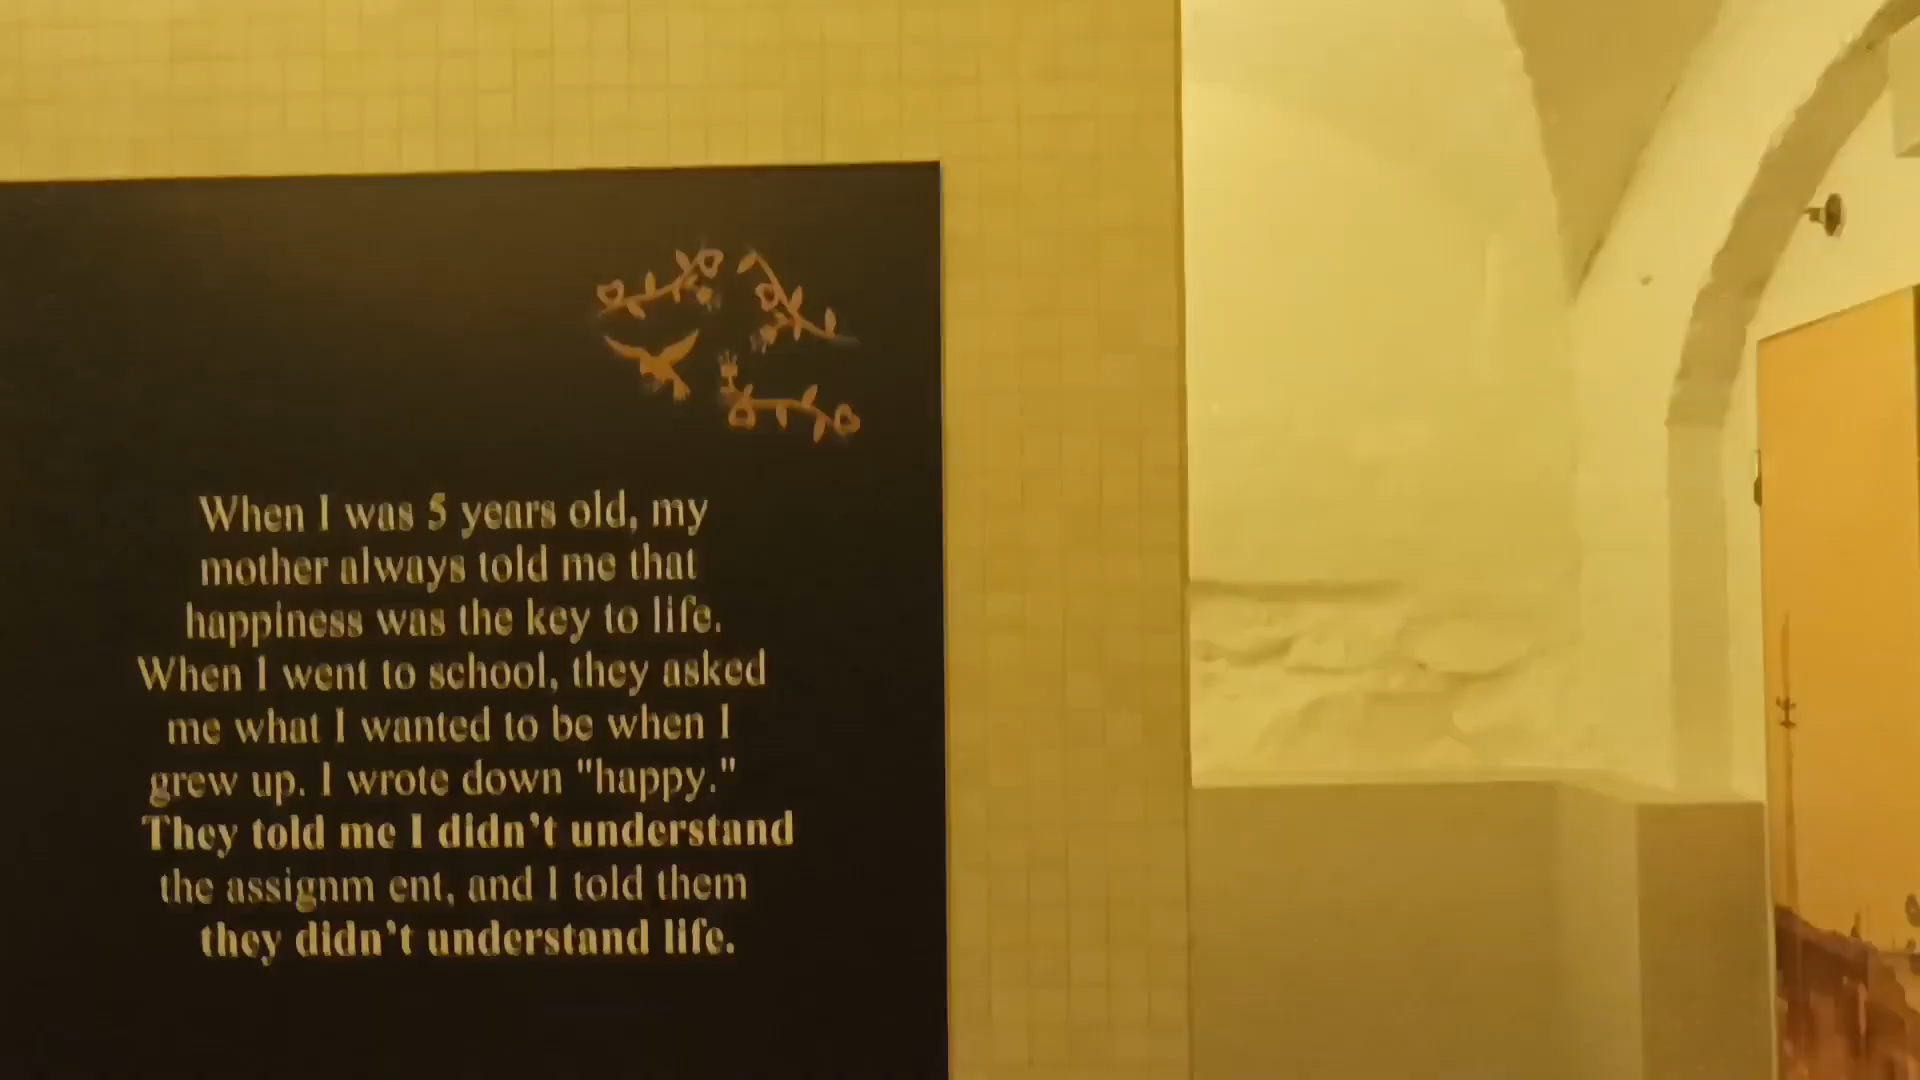 When I was 5 years old, my
mother always told me that
happiness was the key to life.
When I went to school, they asked
me what I wanted to be when I
grew up. I wrote down "happy."
They told me I didn't understand
the assignm ent, and I told them
they didn't understand life.